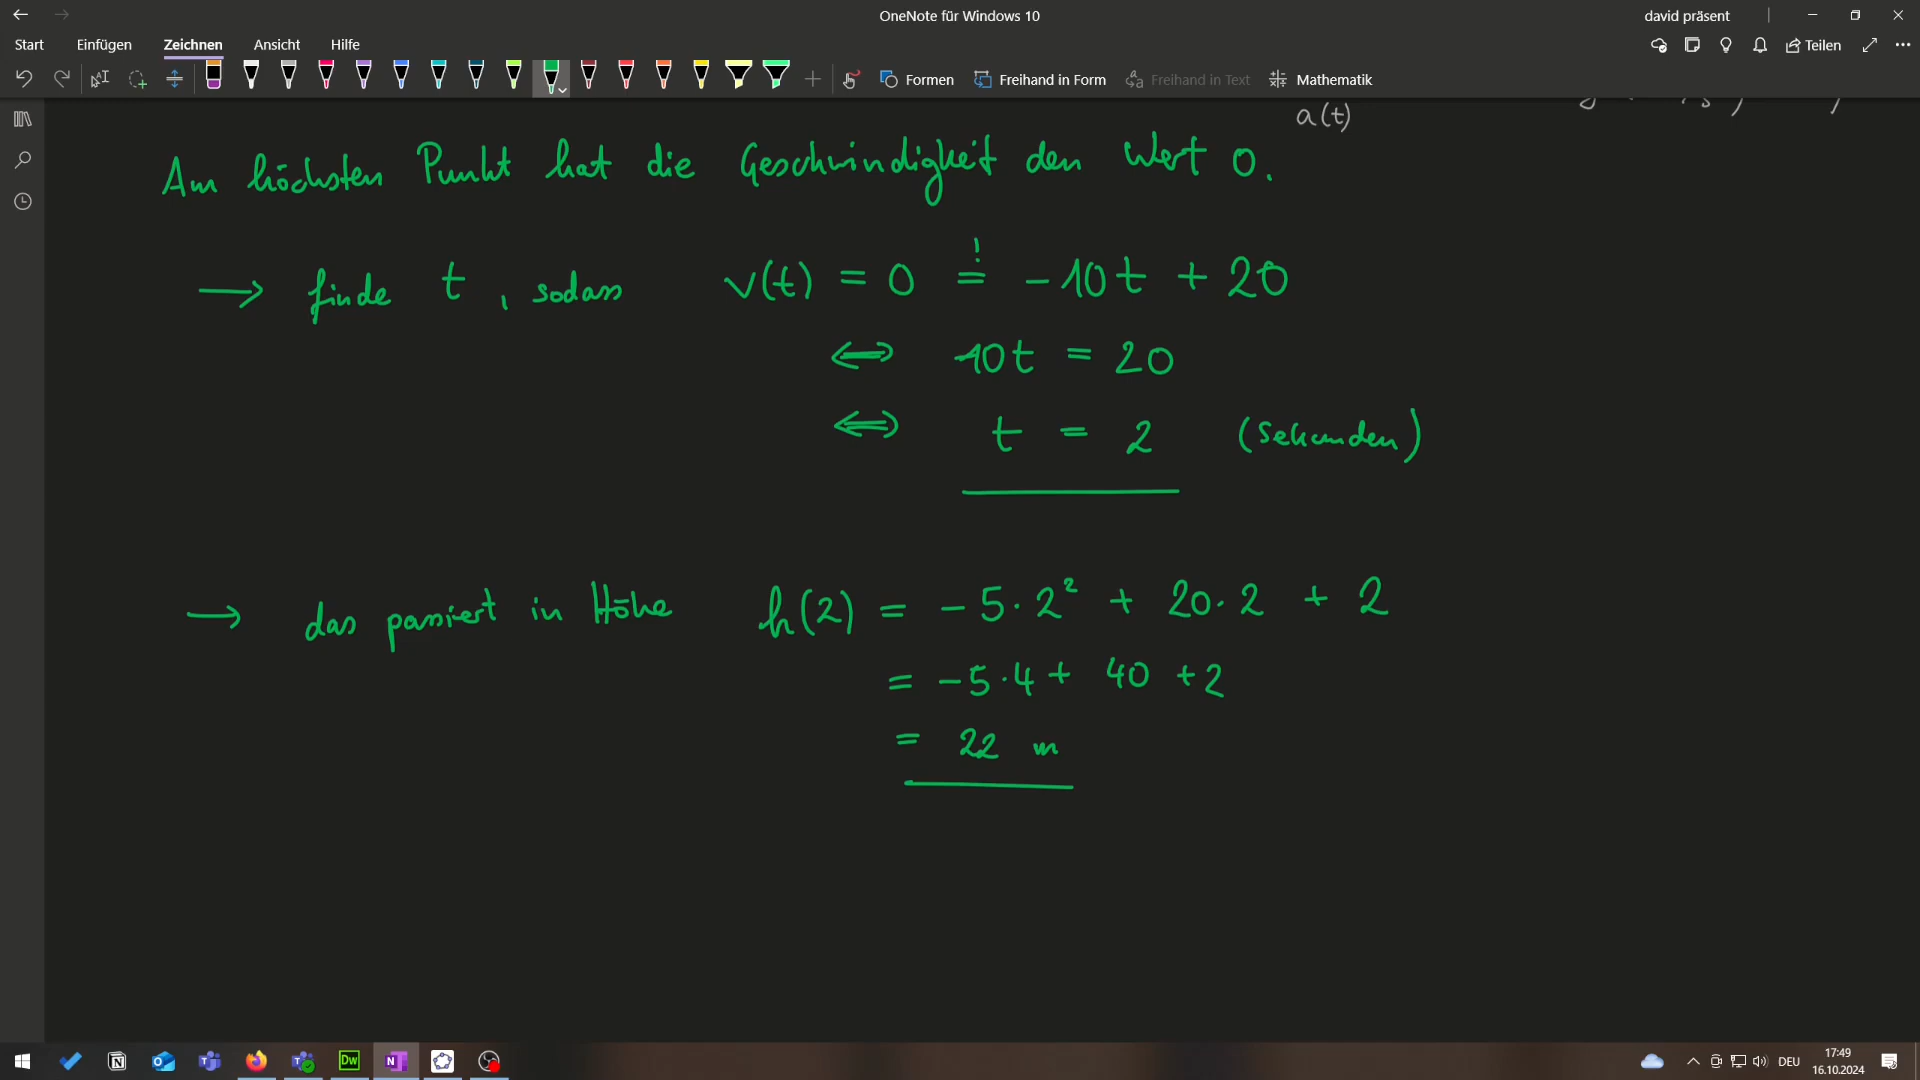 OneNote für Windows 10
david präsent
Start Einfügen Zeichnen Ansicht Hilfe
Teilen
Formen Freihand in Form Freihand in Text Mathematik
a(t)
Am höchsten Punkt hat die Geschwindigkeit den Wert 0.
→ finde t, sodass v(t) = 0 =! -10t + 20
⟺ 10t = 20
⟺ t = 2 (Sekunden)
→ das passiert in Höhe h(2) = -5·2² + 20·2 + 2
= -5·4 + 40 + 2
= 22 m
DEU
17:49
16.10.2024